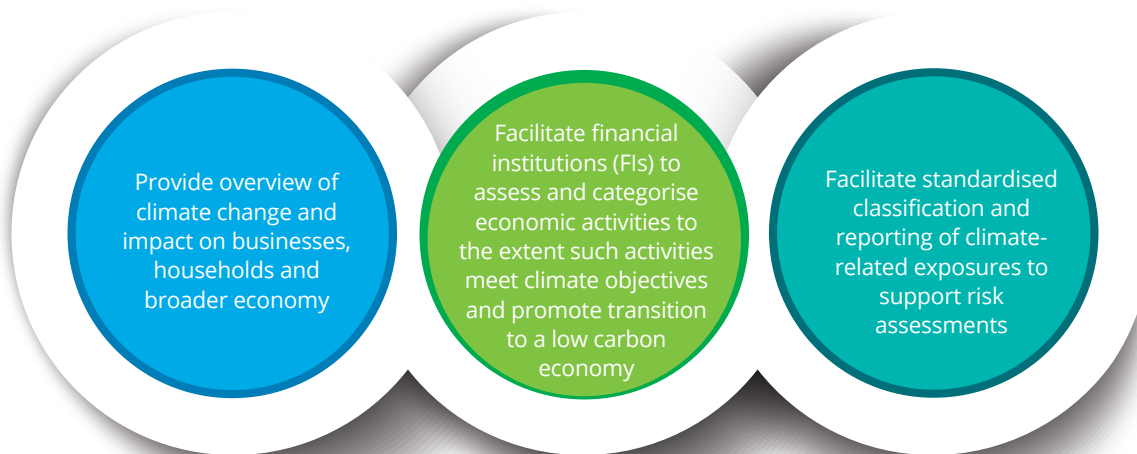 Provide overview of
climate change and
impact on businesses,
households and
broader economy
Facilitate financial
institutions (FIs) to
assess and categorise
economic activities to
the extent such activities
meet climate objectives
and promote transition
to a low carbon
economy
Facilitate standardised
classification and
reporting of climate-
related exposures to
support risk
assessments